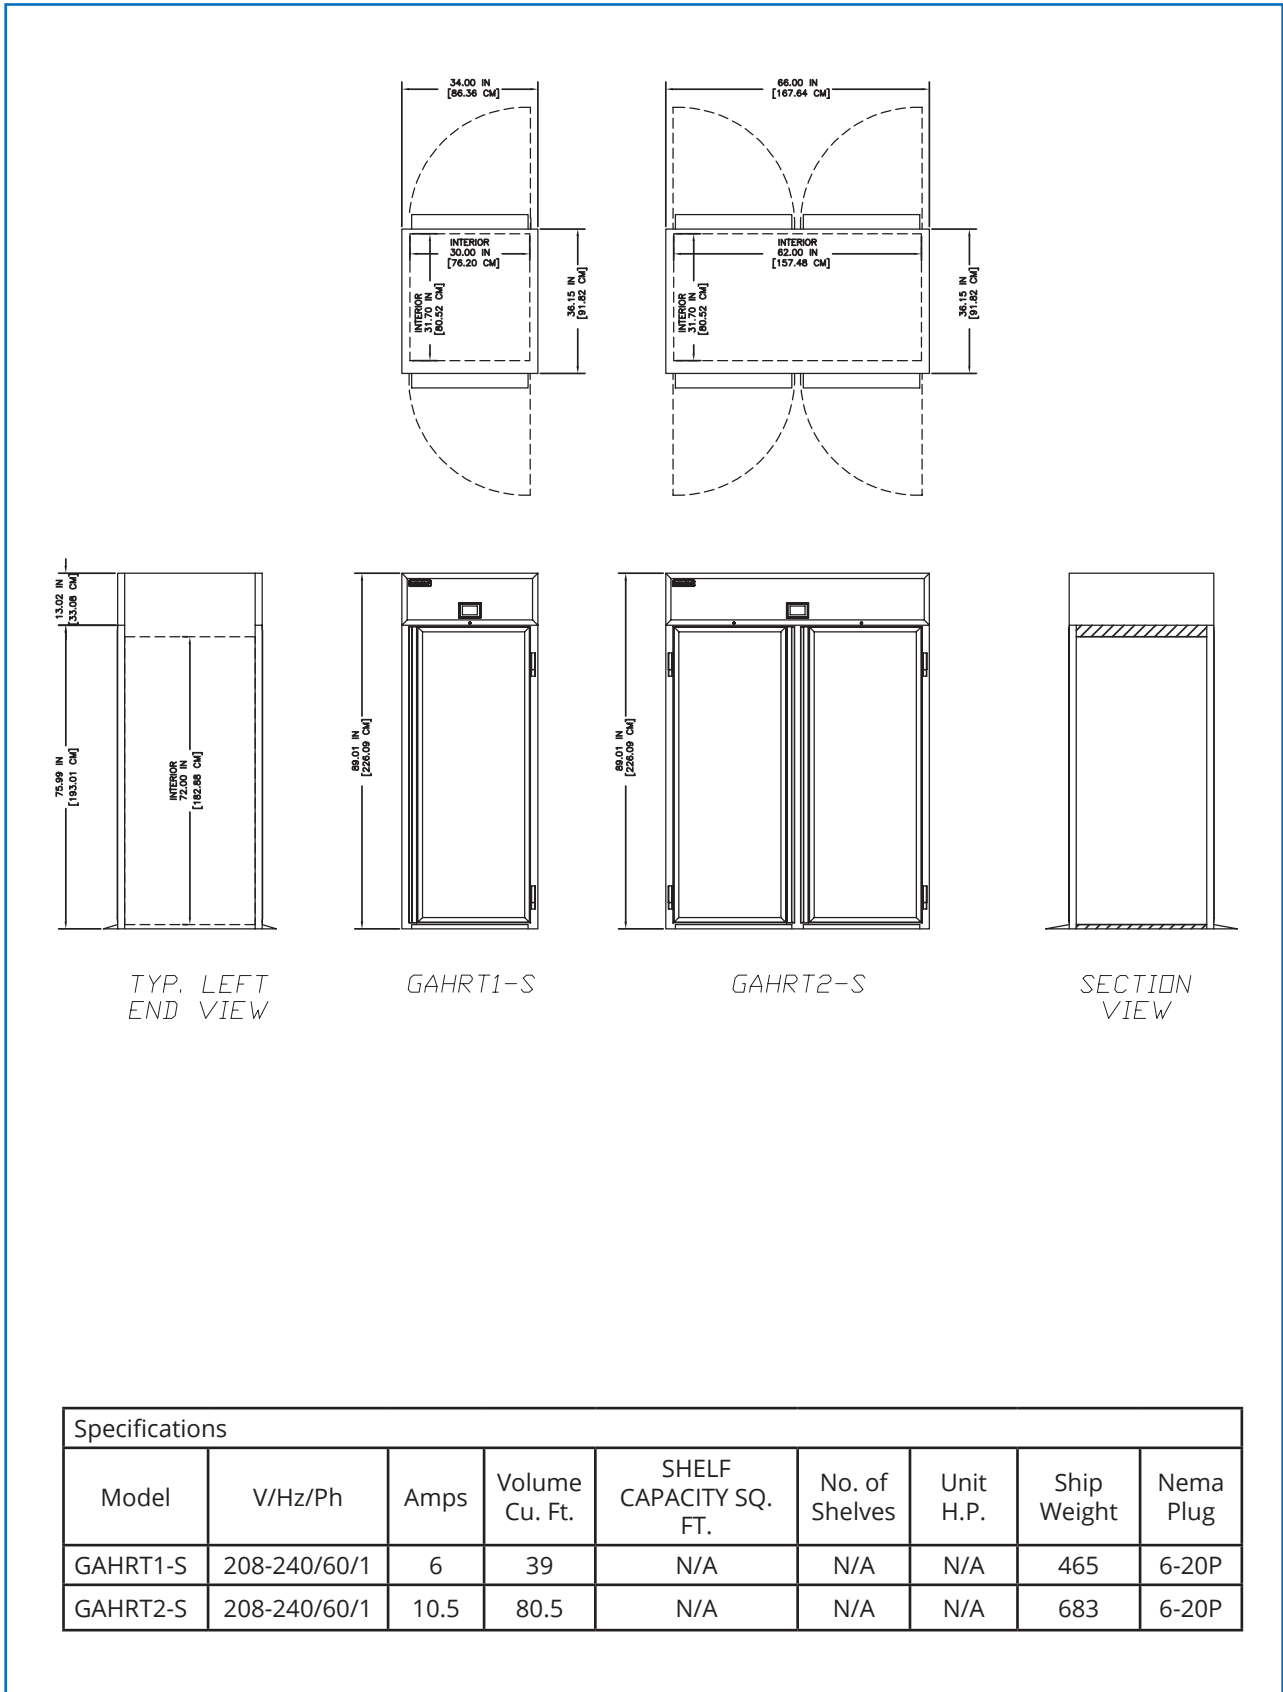 34.00 IN
[86.36 CM]
66.00 IN
[167.64 CM]
INTERIOR
30.00 IN
[76.20 CM]
INTERIOR
31.70 IN
[80.52 CM]
36.15 IN
[91.82 CM]
INTERIOR
62.00 IN
[157.48 CM]
INTERIOR
31.70 IN
[80.52 CM]
36.15 IN
[91.82 CM]
13.02 IN
[33.08 CM]
75.99 IN
[193.01 CM]
INTERIOR
72.00 IN
[182.88 CM]
89.01 IN
[226.09 CM]
89.01 IN
[226.09 CM]
TYP. LEFT
END VIEW
GAHRT1-S
GAHRT2-S
SECTION
VIEW
Specifications
Model V/Hz/Ph Amps Volume Cu. Ft. SHELF CAPACITY SQ. FT. No. of Shelves Unit H.P. Ship Weight Nema Plug
GAHRT1-S 208-240/60/1 6 39 N/A N/A N/A 465 6-20P
GAHRT2-S 208-240/60/1 10.5 80.5 N/A N/A N/A 683 6-20P